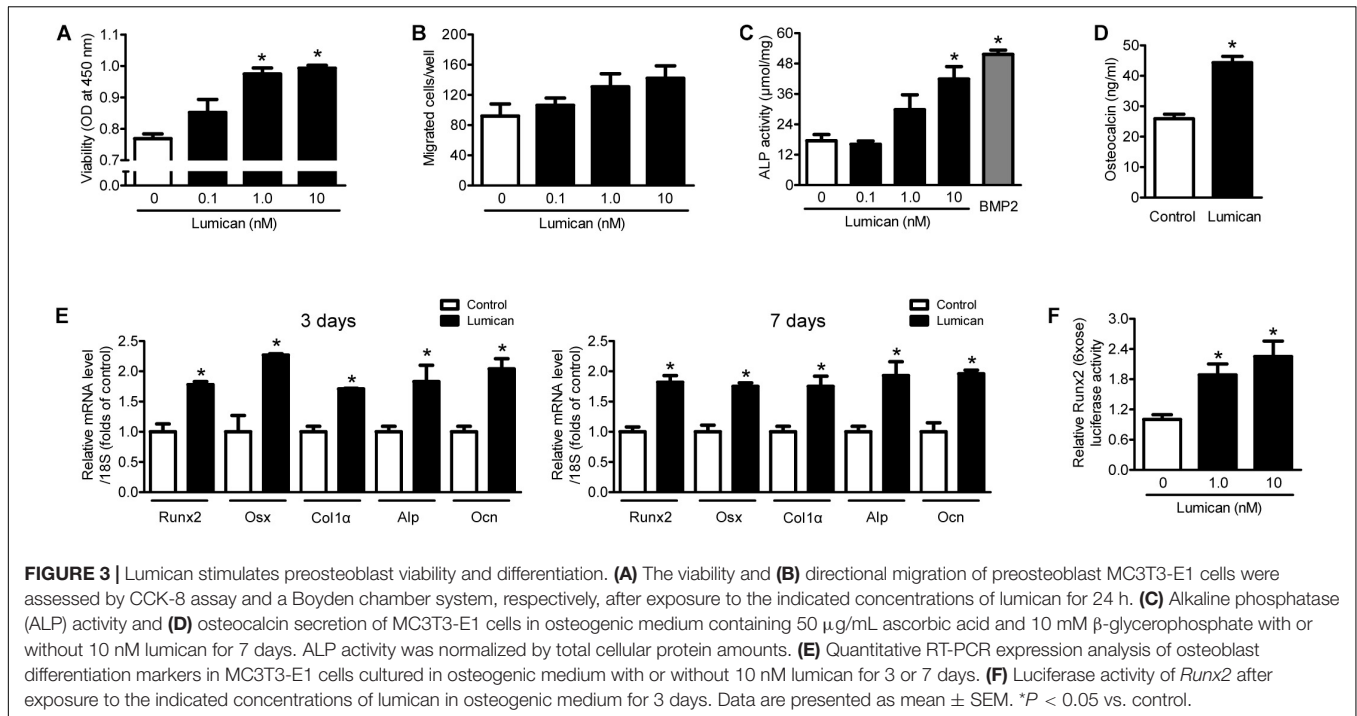 A
Viability (OD at 450 nm)
1.0
0.9
0.8
0.7
0.0
* *
0 0.1 1.0 10
Lumican (nM)
B
Migrated cells/well
200
160
120
80
40
0
0 0.1 1.0 10
Lumican (nM)
C
ALP activity (μmol/mg)
60
48
36
24
12
0
* *
0 0.1 1.0 10 BMP2
Lumican (nM)
D
Osteocalcin (ng/ml)
60
50
40
30
20
10
0
*
Control Lumican
E
Control
Lumican
3 days
Relative mRNA level
/18S (folds of control)
2.5
2.0
1.5
1.0
0.5
0.0
* * * * *
Runx2 Osx Col1α Alp Ocn
Control
Lumican
7 days
Relative mRNA level
/18S (folds of control)
2.5
2.0
1.5
1.0
0.5
0.0
* * * * *
Runx2 Osx Col1α Alp Ocn
F
Relative Runx2 (6xose)
luciferase activity
3.0
2.4
1.8
1.2
0.6
0.0
* *
0 1.0 10
Lumican (nM)
FIGURE 3 | Lumican stimulates preosteoblast viability and differentiation. (A) The viability and (B) directional migration of preosteoblast MC3T3-E1 cells were
assessed by CCK-8 assay and a Boyden chamber system, respectively, after exposure to the indicated concentrations of lumican for 24 h. (C) Alkaline phosphatase
(ALP) activity and (D) osteocalcin secretion of MC3T3-E1 cells in osteogenic medium containing 50 μg/mL ascorbic acid and 10 mM β-glycerophosphate with or
without 10 nM lumican for 7 days. ALP activity was normalized by total cellular protein amounts. (E) Quantitative RT-PCR expression analysis of osteoblast
differentiation markers in MC3T3-E1 cells cultured in osteogenic medium with or without 10 nM lumican for 3 or 7 days. (F) Luciferase activity of Runx2 after
exposure to the indicated concentrations of lumican in osteogenic medium for 3 days. Data are presented as mean ± SEM. *P < 0.05 vs. control.